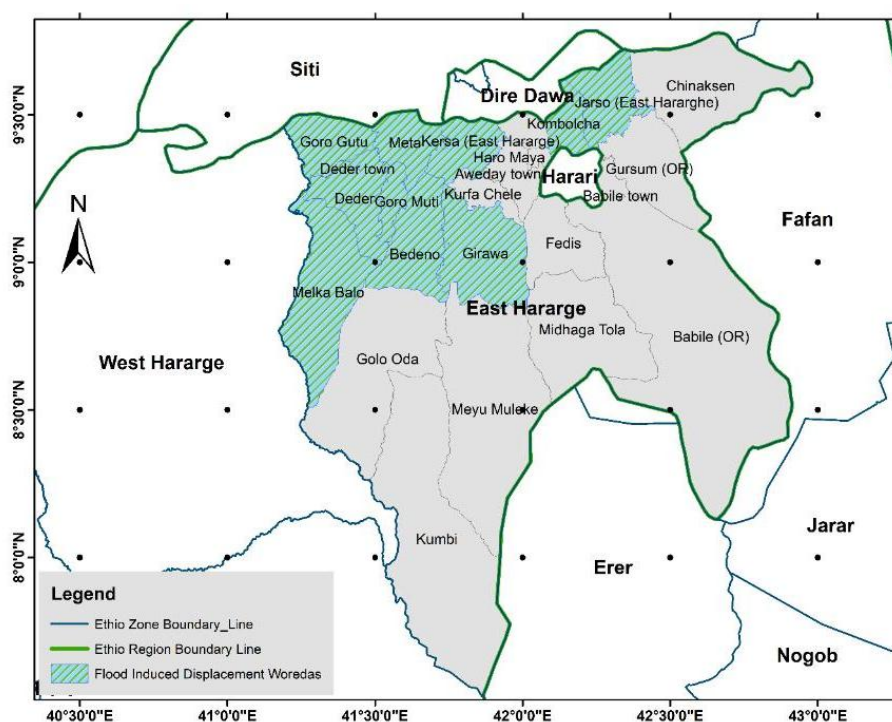 Siti
Dire Dawa
Chinaksen
Jarso (East Hararghe)
Kombolcha
Goro Gutu
Meta
Kersa (East Hararge)
Haro Maya
Deder town
Aweday town
Harari
Gursum (OR)
Deder
Goro Muti
Kurfa Chele
Babile town
Fafan
N
Bedeno
Girawa
Fedis
Melka Balo
East Hararge
Midhaga Tola
Babile (OR)
West Hararge
Golo Oda
Meyu Muleke
Jarar
Kumbi
Erer
Nogob
Legend
Ethio Zone Boundary_Line
Ethio Region Boundary Line
Flood Induced Displacement Woredas
9°30'0"N
9°0'0"N
8°30'0"N
8°0'0"N
40°30'0"E
41°0'0"E
41°30'0"E
42°0'0"E
42°30'0"E
43°0'0"E